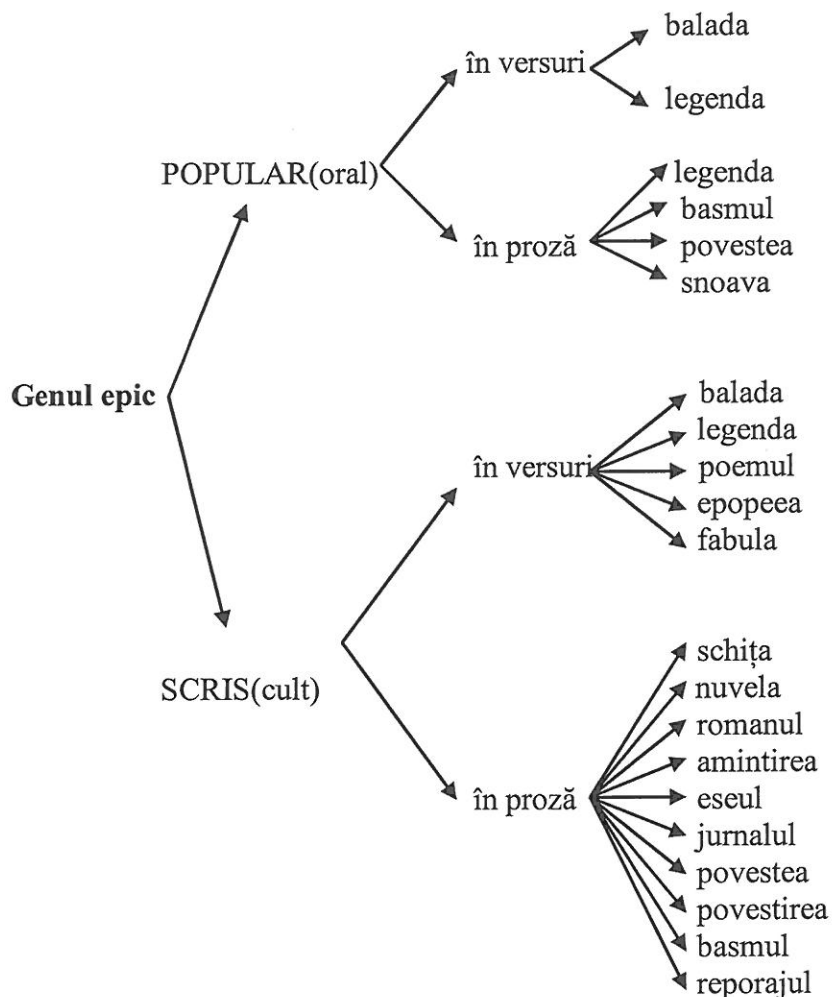 balada
în versuri
legenda
POPULAR(oral)
legenda
basmul
în proză
povestea
snoava
Genul epic
balada
legenda
în versuri
poemul
epopeea
fabula
schița
SCRIS(cult)
nuvela
romanul
amintirea
în proză
eseul
jurnalul
povestea
povestirea
basmul
reporajul